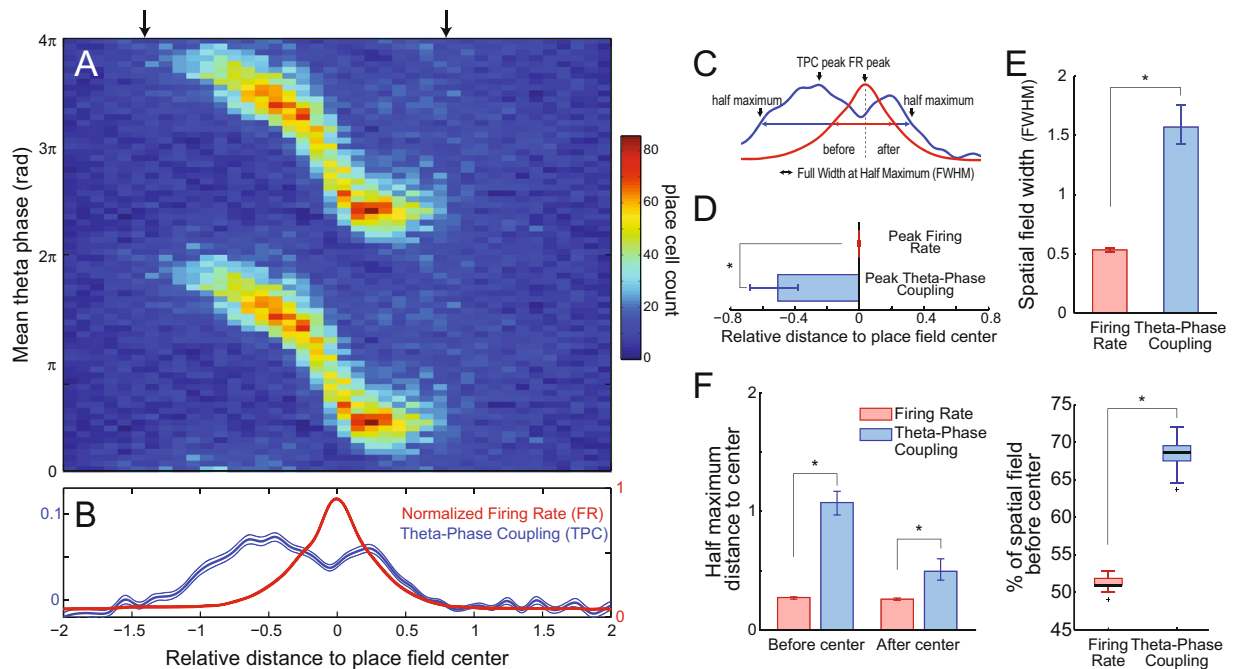 A
4π
3π
2π
π
0
Mean theta phase (rad)
80
60
40
20
0
place cell count
B
0.1
0
1
0
Normalized Firing Rate (FR)
Theta-Phase Coupling (TPC)
−2 −1.5 −1 −0.5 0 0.5 1 1.5 2
Relative distance to place field center
C
TPC peak FR peak
half maximum
half maximum
before
after
Full Width at Half Maximum (FWHM)
D
Peak Firing
Rate
*
Peak Theta-Phase
Coupling
−0.8 −0.4 0 0.4 0.8
Relative distance to place field center
E
2
1.5
1
0.5
0
Spatial field width (FWHM)
*
Firing
Rate
Theta-Phase
Coupling
F
2
1
0
Half maximum
distance to center
Firing Rate
Theta-Phase
Coupling
*
*
Before center
After center
75
70
65
60
55
50
45
% of spatial field
before center
*
Firing
Rate
Theta-Phase
Coupling